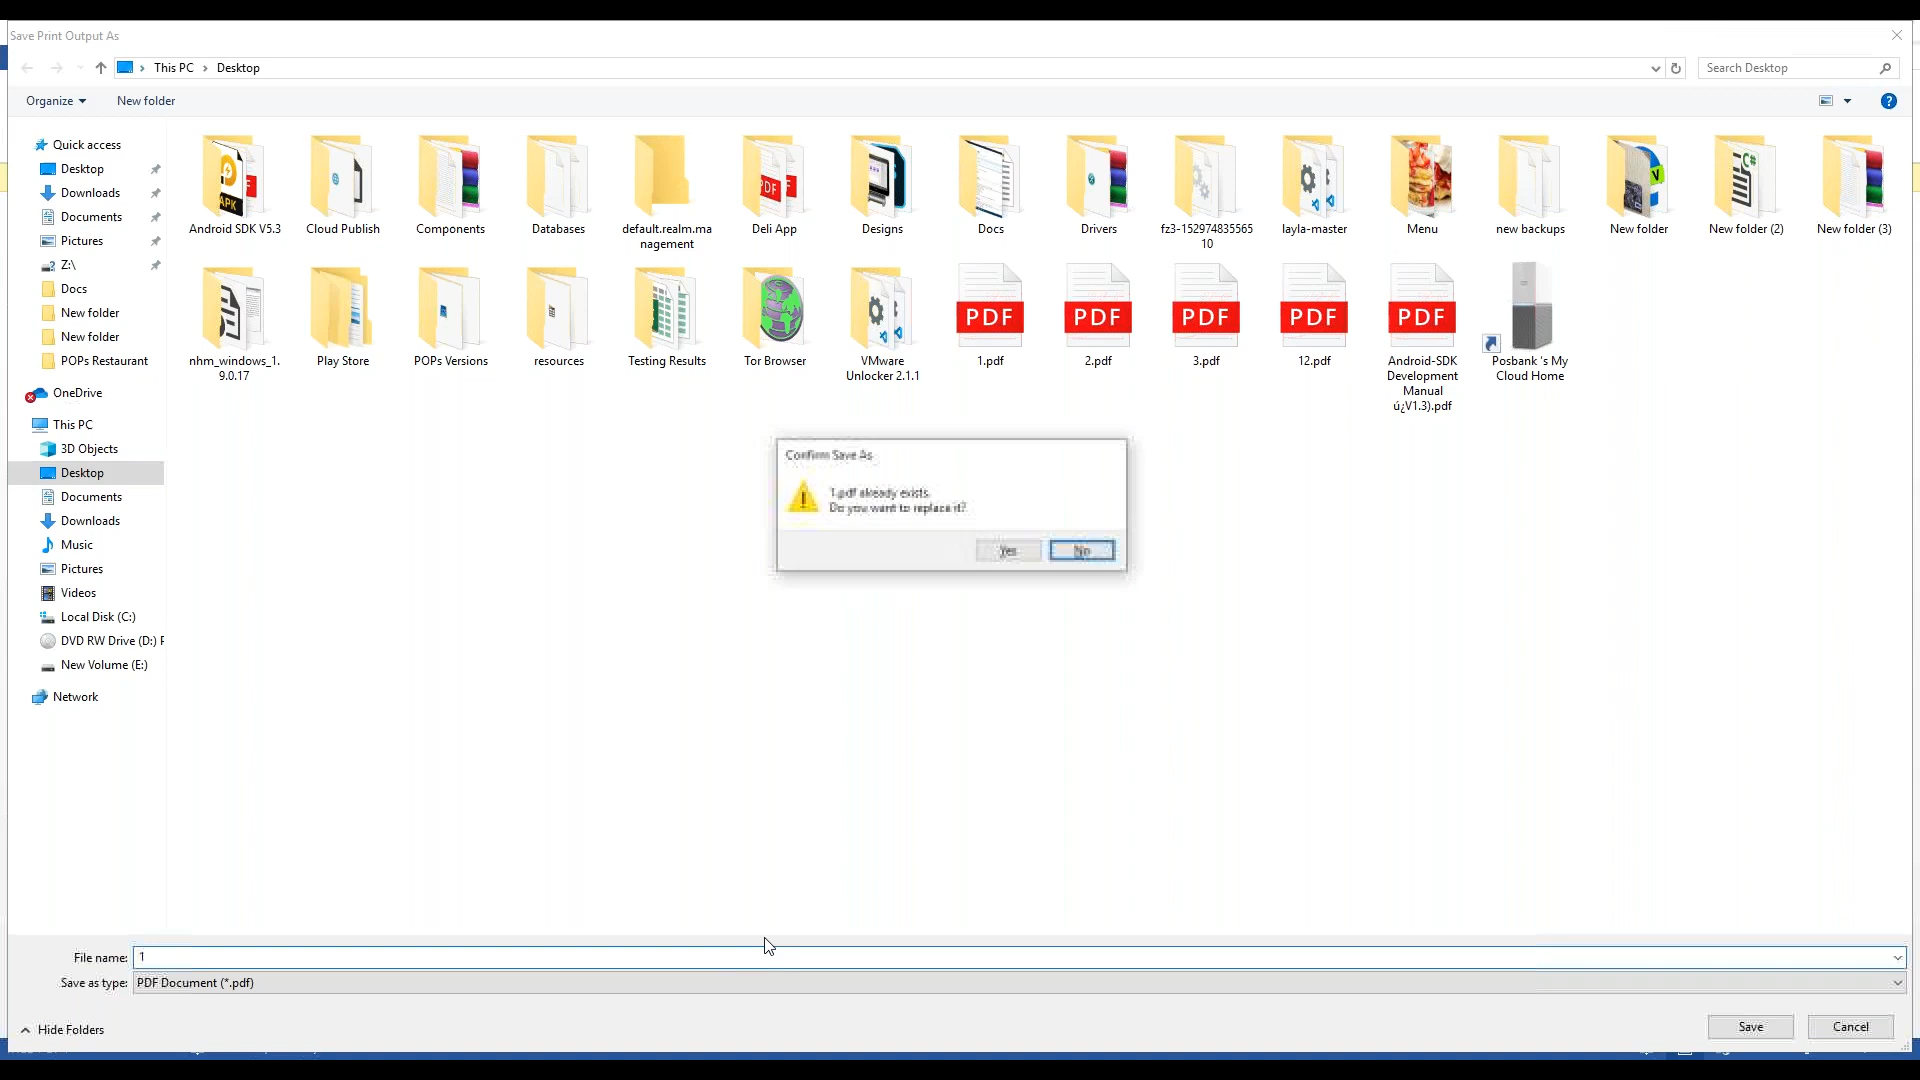 Save Print Output As
This PC
Desktop
Search Desktop
Organize
New folder
Quick access
Desktop
Downloads
Documents
Pictures
Z:\
Docs
New folder
New folder
POPs Restaurant
OneDrive
This PC
3D Objects
Desktop
Documents
Downloads
Music
Pictures
Videos
Local Disk (C:)
DVD RW Drive (D:) P
New Volume (E:)
Network
Android SDK V5.3
Cloud Publish
Components
Databases
default.realm.ma
nagement
Deli App
Designs
Docs
Drivers
fz3-152974835565
10
layla-master
Menu
new backups
New folder
New folder (2)
New folder (3)
nhm_windows_1.
9.0.17
Play Store
POPs Versions
resources
Testing Results
Tor Browser
VMware
Unlocker 2.1.1
PDF
1.pdf
PDF
2.pdf
PDF
3.pdf
PDF
12.pdf
PDF
Android-SDK
Development
Manual
ú¿V1.3).pdf
Posbank 's My
Cloud Home
Confirm Save As
1.pdf already exists.
Do you want to replace it?
Yes
No
File name:
1
Save as type:
PDF Document (*.pdf)
Hide Folders
Save
Cancel